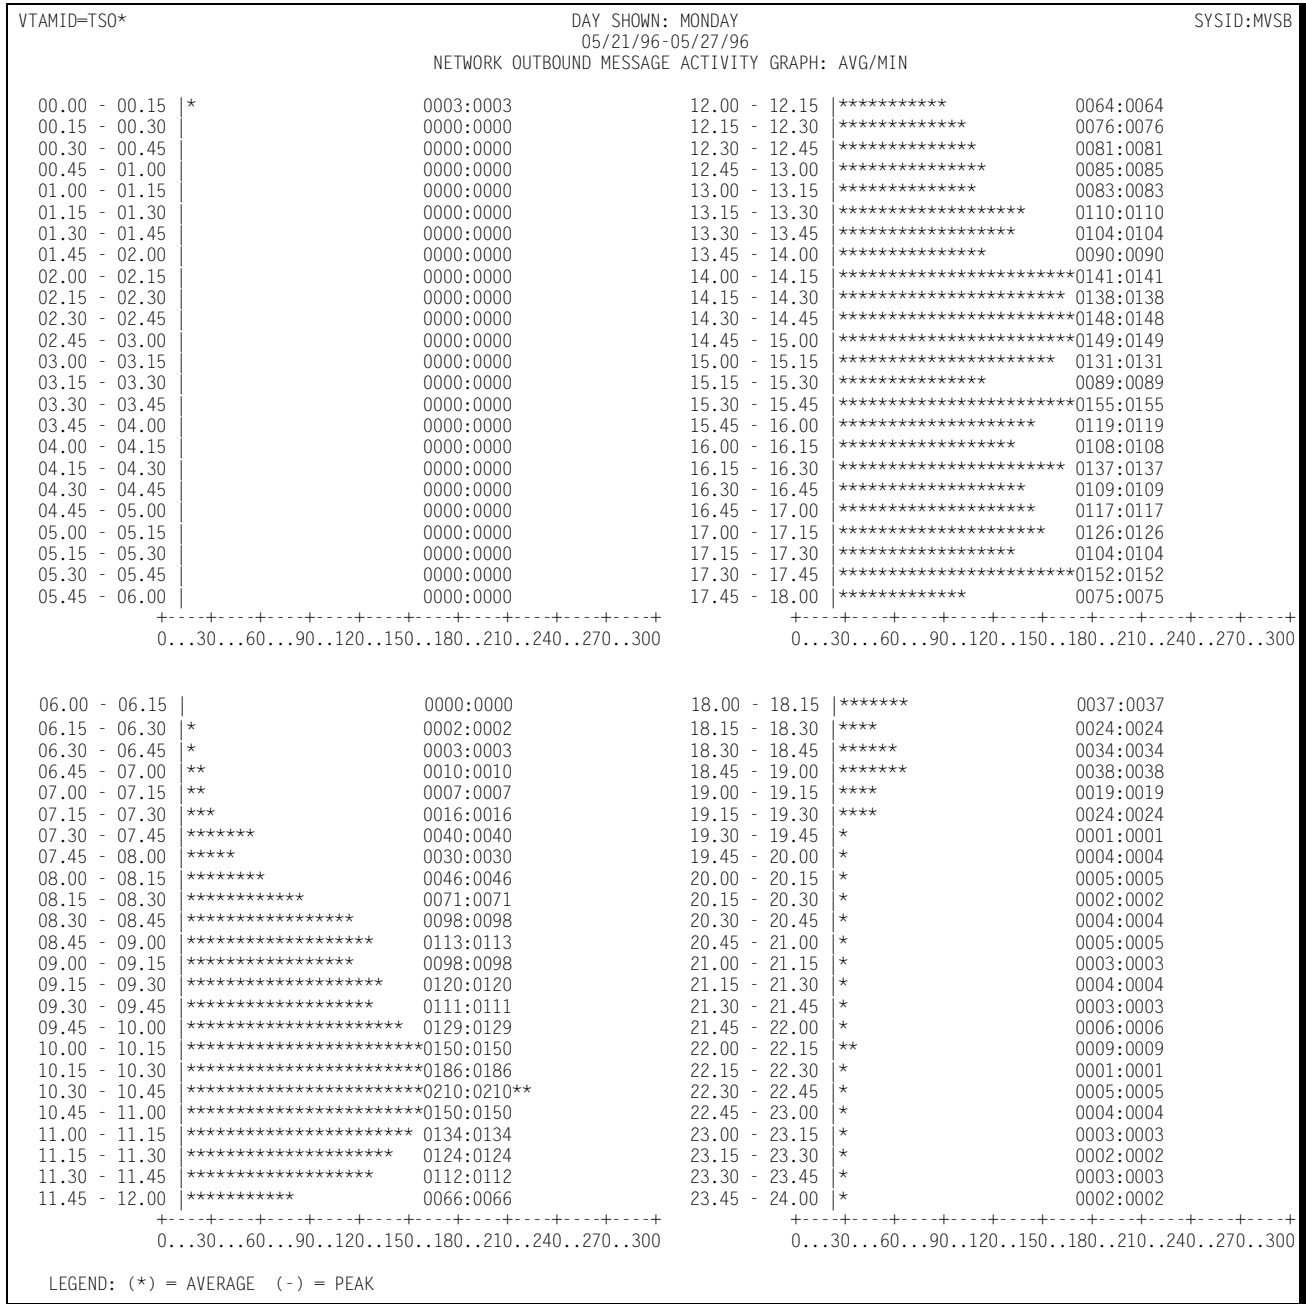 VTAMID=TSO* DAY SHOWN: MONDAY SYSID:MVSB
05/21/96-05/27/96
NETWORK OUTBOUND MESSAGE ACTIVITY GRAPH: AVG/MIN
00.00 - 00.15 |* 0003:0003 12.00 - 12.15 |*********** 0064:0064
00.15 - 00.30 | 0000:0000 12.15 - 12.30 |************* 0076:0076
00.30 - 00.45 | 0000:0000 12.30 - 12.45 |************** 0081:0081
00.45 - 01.00 | 0000:0000 12.45 - 13.00 |*************** 0085:0085
01.00 - 01.15 | 0000:0000 13.00 - 13.15 |************** 0083:0083
01.15 - 01.30 | 0000:0000 13.15 - 13.30 |******************* 0110:0110
01.30 - 01.45 | 0000:0000 13.30 - 13.45 |****************** 0104:0104
01.45 - 02.00 | 0000:0000 13.45 - 14.00 |*************** 0090:0090
02.00 - 02.15 | 0000:0000 14.00 - 14.15 |************************0141:0141
02.15 - 02.30 | 0000:0000 14.15 - 14.30 |*********************** 0138:0138
02.30 - 02.45 | 0000:0000 14.30 - 14.45 |************************0148:0148
02.45 - 03.00 | 0000:0000 14.45 - 15.00 |************************0149:0149
03.00 - 03.15 | 0000:0000 15.00 - 15.15 |********************** 0131:0131
03.15 - 03.30 | 0000:0000 15.15 - 15.30 |*************** 0089:0089
03.30 - 03.45 | 0000:0000 15.30 - 15.45 |************************0155:0155
03.45 - 04.00 | 0000:0000 15.45 - 16.00 |******************** 0119:0119
04.00 - 04.15 | 0000:0000 16.00 - 16.15 |****************** 0108:0108
04.15 - 04.30 | 0000:0000 16.15 - 16.30 |*********************** 0137:0137
04.30 - 04.45 | 0000:0000 16.30 - 16.45 |******************* 0109:0109
04.45 - 05.00 | 0000:0000 16.45 - 17.00 |******************** 0117:0117
05.00 - 05.15 | 0000:0000 17.00 - 17.15 |********************* 0126:0126
05.15 - 05.30 | 0000:0000 17.15 - 17.30 |****************** 0104:0104
05.30 - 05.45 | 0000:0000 17.30 - 17.45 |************************0152:0152
05.45 - 06.00 | 0000:0000 17.45 - 18.00 |************* 0075:0075
+----+----+----+----+----+----+----+----+----+----+ +----+----+----+----+----+----+----+----+----+----+
0...30...60...90..120..150..180..210..240..270..300 0...30...60...90..120..150..180..210..240..270..300
06.00 - 06.15 | 0000:0000 18.00 - 18.15 |******* 0037:0037
06.15 - 06.30 |* 0002:0002 18.15 - 18.30 |**** 0024:0024
06.30 - 06.45 |* 0003:0003 18.30 - 18.45 |****** 0034:0034
06.45 - 07.00 |** 0010:0010 18.45 - 19.00 |******* 0038:0038
07.00 - 07.15 |** 0007:0007 19.00 - 19.15 |**** 0019:0019
07.15 - 07.30 |*** 0016:0016 19.15 - 19.30 |**** 0024:0024
07.30 - 07.45 |******* 0040:0040 19.30 - 19.45 |* 0001:0001
07.45 - 08.00 |***** 0030:0030 19.45 - 20.00 |* 0004:0004
08.00 - 08.15 |******** 0046:0046 20.00 - 20.15 |* 0005:0005
08.15 - 08.30 |************ 0071:0071 20.15 - 20.30 |* 0002:0002
08.30 - 08.45 |***************** 0098:0098 20.30 - 20.45 |* 0004:0004
08.45 - 09.00 |******************* 0113:0113 20.45 - 21.00 |* 0005:0005
09.00 - 09.15 |***************** 0098:0098 21.00 - 21.15 |* 0003:0003
09.15 - 09.30 |******************** 0120:0120 21.15 - 21.30 |* 0004:0004
09.30 - 09.45 |******************* 0111:0111 21.30 - 21.45 |* 0003:0003
09.45 - 10.00 |********************** 0129:0129 21.45 - 22.00 |* 0006:0006
10.00 - 10.15 |************************0150:0150 22.00 - 22.15 |** 0009:0009
10.15 - 10.30 |************************0186:0186 22.15 - 22.30 |* 0001:0001
10.30 - 10.45 |************************0210:0210** 22.30 - 22.45 |* 0005:0005
10.45 - 11.00 |************************0150:0150 22.45 - 23.00 |* 0004:0004
11.00 - 11.15 |*********************** 0134:0134 23.00 - 23.15 |* 0003:0003
11.15 - 11.30 |********************* 0124:0124 23.15 - 23.30 |* 0002:0002
11.30 - 11.45 |******************* 0112:0112 23.30 - 23.45 |* 0003:0003
11.45 - 12.00 |*********** 0066:0066 23.45 - 24.00 |* 0002:0002
+----+----+----+----+----+----+----+----+----+----+ +----+----+----+----+----+----+----+----+----+----+
0...30...60...90..120..150..180..210..240..270..300 0...30...60...90..120..150..180..210..240..270..300
LEGEND: (*) = AVERAGE (-) = PEAK